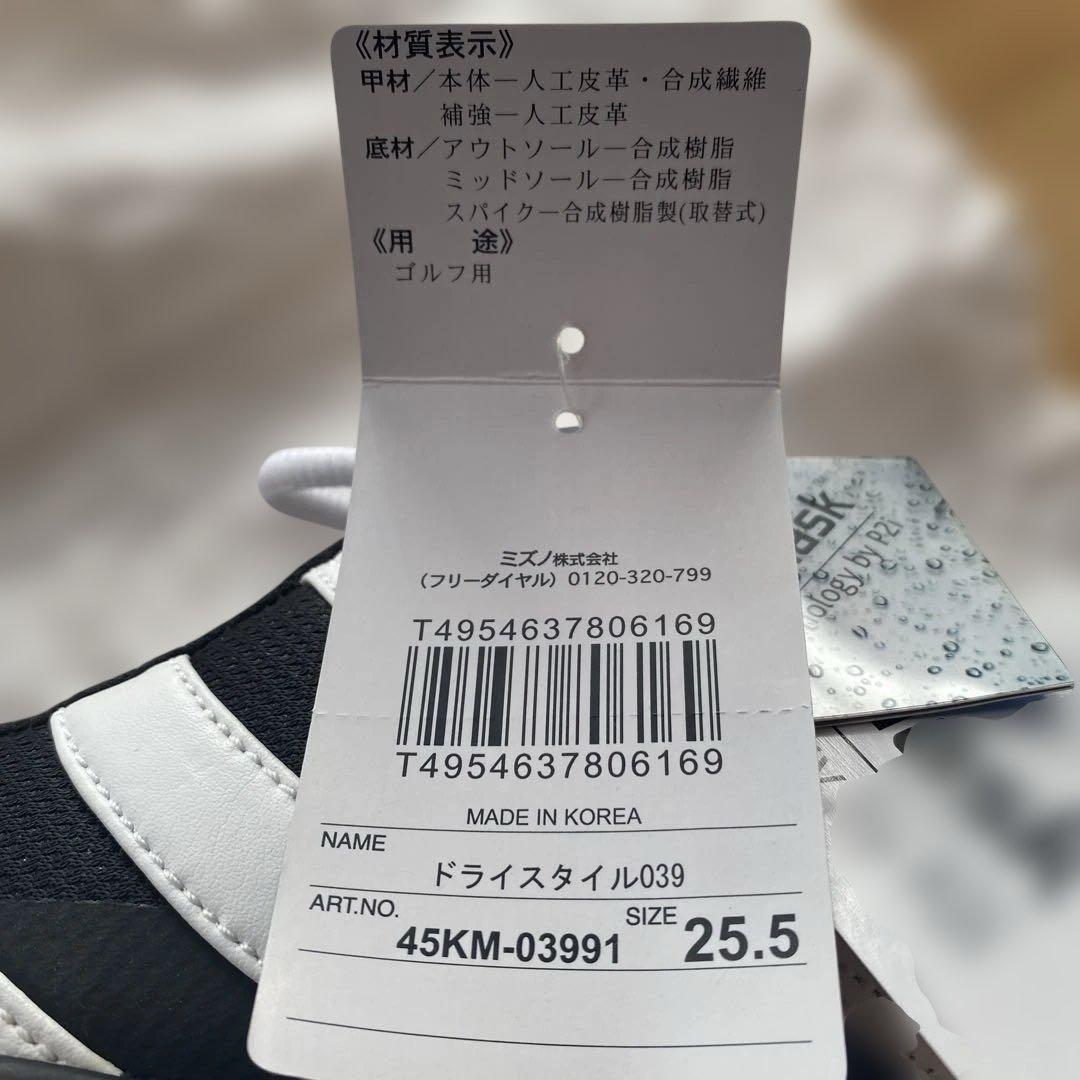 《材質表示》
甲材/本体―人工皮革・合成繊維
補強―人工皮革
底材/アウトソール―合成樹脂
ミッドソール―合成樹脂
スパイク―合成樹脂製(取替式)
《用 途》
ゴルフ用
ミズノ株式会社
(フリーダイヤル) 0120-320-799
T4954637806169
T4954637806169
MADE IN KOREA
NAME
ドライスタイル039
ART.NO.
45KM-03991
SIZE
25.5
by P2i